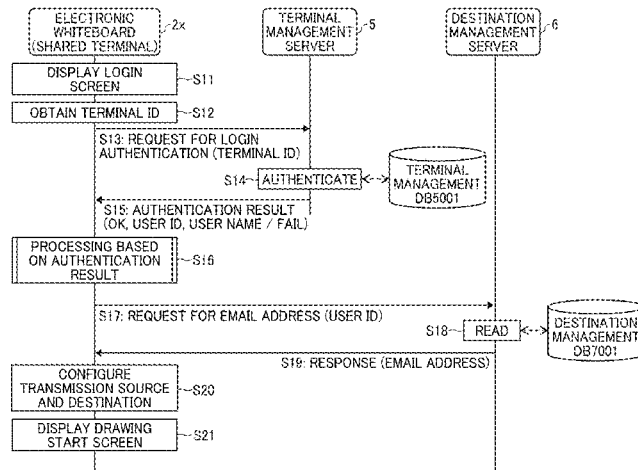 ELECTRONIC
WHITEBOARD
(SHARED TERMINAL)
2x
TERMINAL
MANAGEMENT
SERVER
5
DESTINATION
MANAGEMENT
SERVER
6
DISPLAY LOGIN
SCREEN
S11
OBTAIN TERMINAL ID
S12
S13: REQUEST FOR LOGIN
AUTHENTICATION (TERMINAL ID)
S14
AUTHENTICATE
TERMINAL
MANAGEMENT
DB5001
S15: AUTHENTICATION RESULT
(OK, USER ID, USER NAME / FAIL)
PROCESSING BASED
ON AUTHENTICATION
RESULT
S16
S17: REQUEST FOR EMAIL ADDRESS (USER ID)
S18
READ
DESTINATION
MANAGEMENT
DB7001
S19: RESPONSE (EMAIL ADDRESS)
CONFIGURE
TRANSMISSION SOURCE
AND DESTINATION
S20
DISPLAY DRAWING
START SCREEN
S21